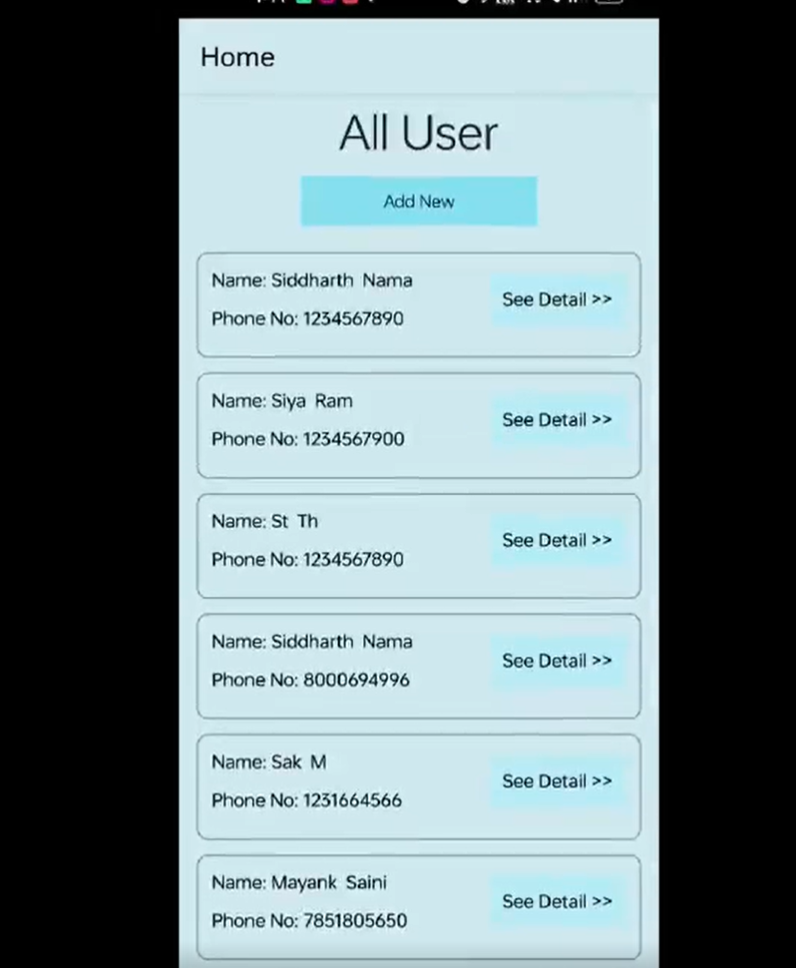 Home
All User
Add New
Name: Siddharth Nama
Phone No: 1234567890
See Detail >>
Name: Siya Ram
Phone No: 1234567900
See Detail >>
Name: St Th
Phone No: 1234567890
See Detail >>
Name: Siddharth Nama
Phone No: 8000694996
See Detail >>
Name: Sak M
Phone No: 1231664566
See Detail >>
Name: Mayank Saini
Phone No: 7851805650
See Detail >>